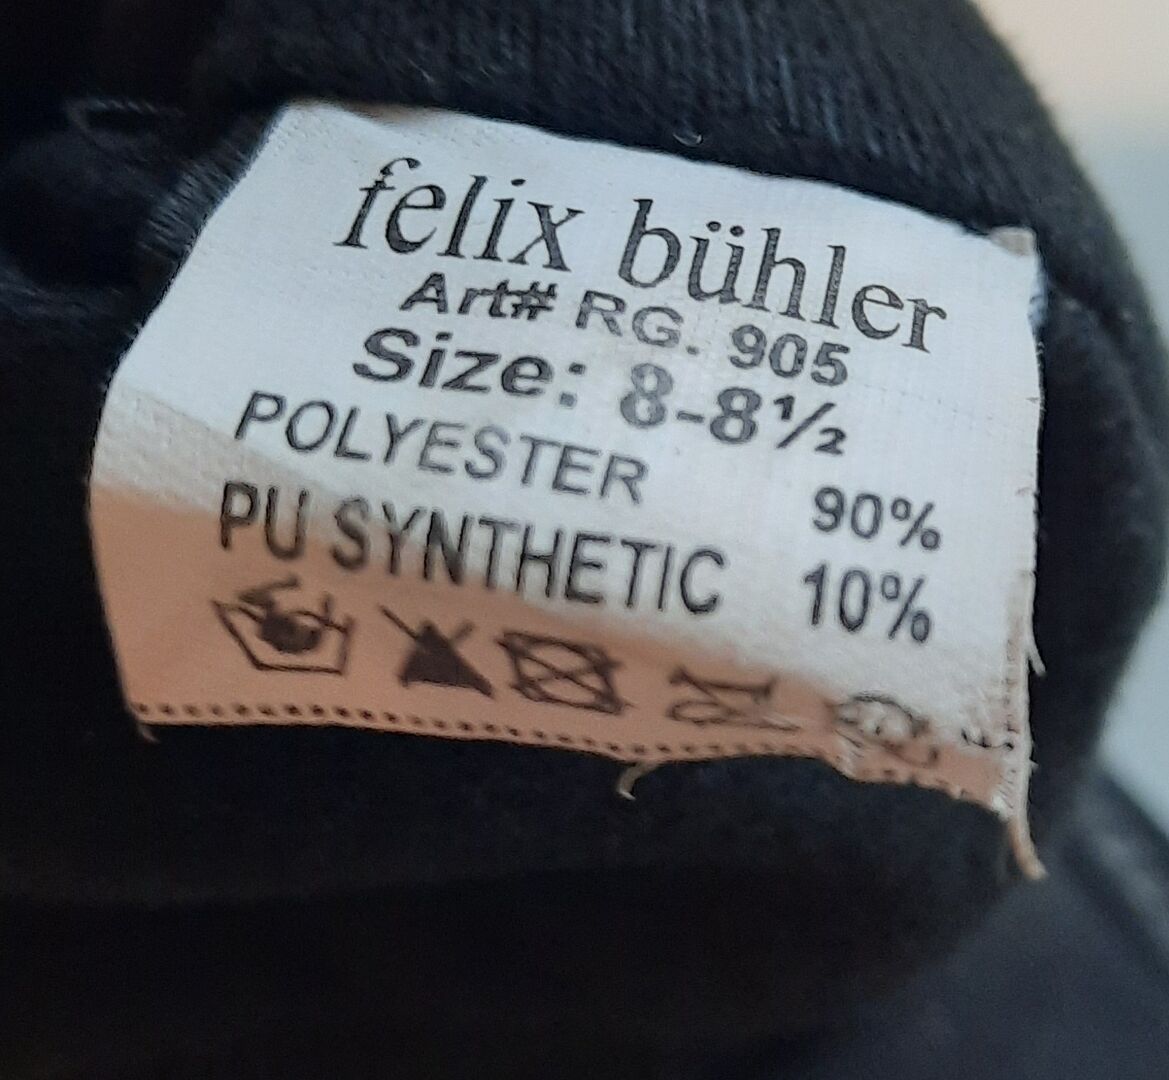 felix bühler
Art# RG. 905
Size: 8-8½
POLYESTER 90%
PU SYNTHETIC 10%